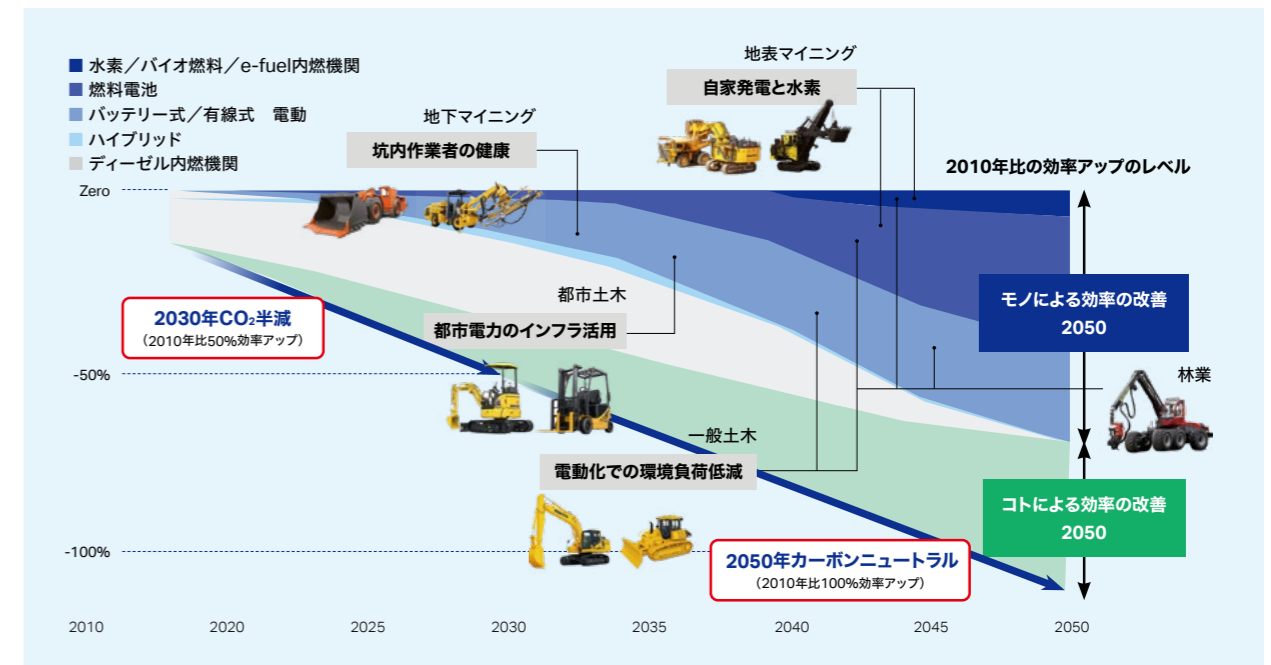 水素／バイオ燃料／e-fuel内燃機関
燃料電池
バッテリー式／有線式　電動
ハイブリッド
ディーゼル内燃機関
地下マイニング
坑内作業者の健康
地表マイニング
自家発電と水素
2010年比の効率アップのレベル
Zero
2030年CO₂半減
（2010年比50%効率アップ）
都市土木
都市電力のインフラ活用
モノによる効率の改善
2050
-50%
林業
一般土木
電動化での環境負荷低減
コトによる効率の改善
2050
-100%
2050年カーボンニュートラル
（2010年比100%効率アップ）
2010 2020 2025 2030 2035 2040 2045 2050